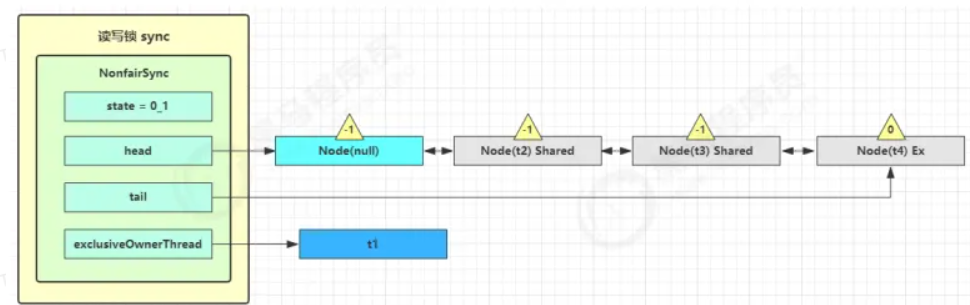 读写锁 sync
NonfairSync
state = 0_1
head
tail
exclusiveOwnerThread
-1
-1
-1
0
Node(null)
Node(t2) Shared
Node(t3) Shared
Node(t4) Ex
t1